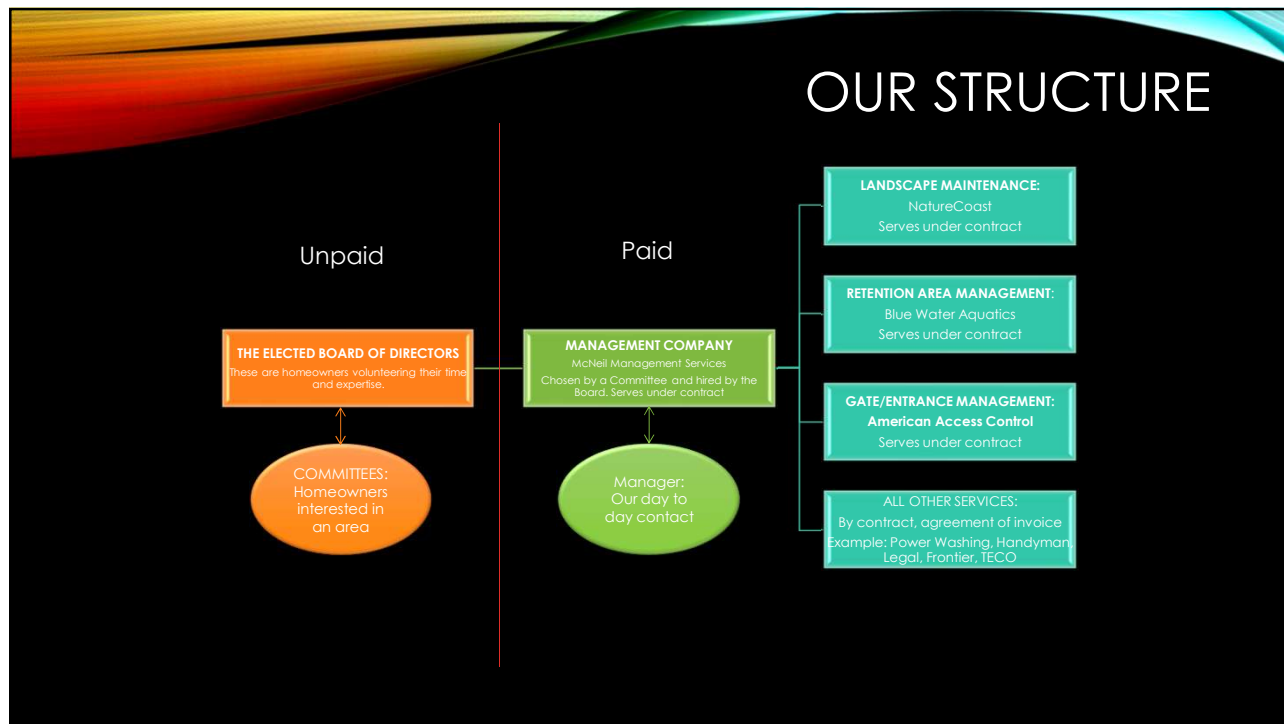 OUR STRUCTURE
Unpaid
Paid
THE ELECTED BOARD OF DIRECTORS
These are homeowners volunteering their time
and expertise.
COMMITTEES:
Homeowners
interested in
an area
MANAGEMENT COMPANY
McNeil Management Services
Chosen by a Committee and hired by the
Board. Serves under contract
Manager:
Our day to
day contact
LANDSCAPE MAINTENANCE:
NatureCoast
Serves under contract
RETENTION AREA MANAGEMENT:
Blue Water Aquatics
Serves under contract
GATE/ENTRANCE MANAGEMENT:
American Access Control
Serves under contract
ALL OTHER SERVICES:
By contract, agreement of invoice
Example: Power Washing, Handyman,
Legal, Frontier, TECO